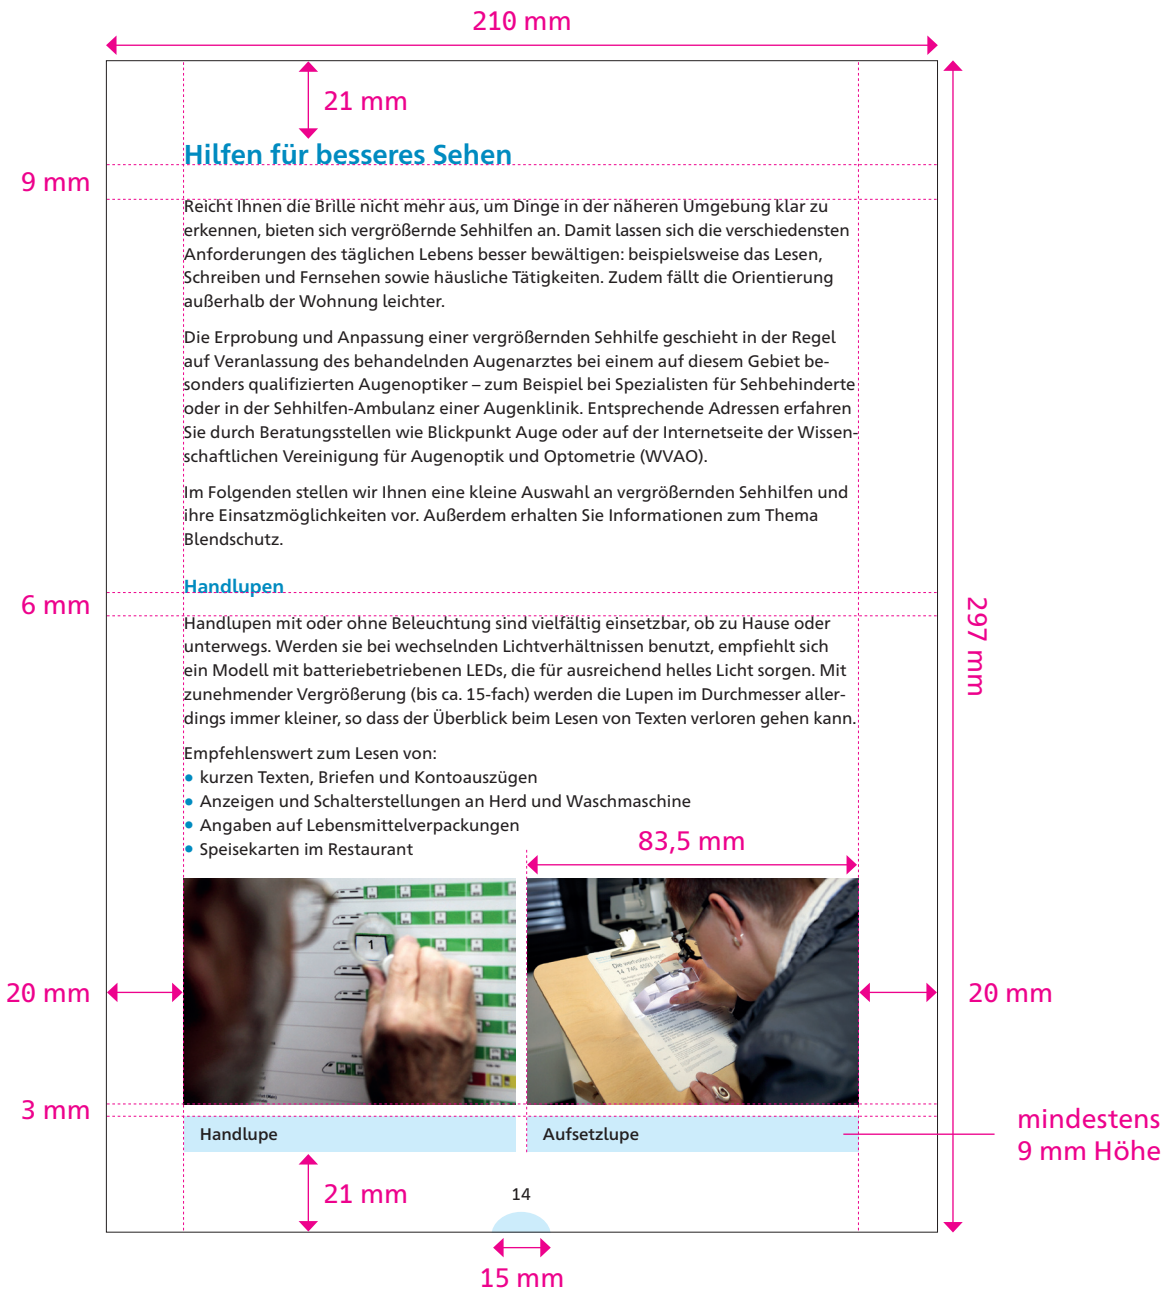 210 mm
21 mm
Hilfen für besseres Sehen
9 mm
Reicht Ihnen die Brille nicht mehr aus, um Dinge in der näheren Umgebung klar zu
erkennen, bieten sich vergrößernde Sehhilfen an. Damit lassen sich die verschiedensten
Anforderungen des täglichen Lebens besser bewältigen: beispielsweise das Lesen,
Schreiben und Fernsehen sowie häusliche Tätigkeiten. Zudem fällt die Orientierung
außerhalb der Wohnung leichter.
Die Erprobung und Anpassung einer vergrößernden Sehhilfe geschieht in der Regel
auf Veranlassung des behandelnden Augenarztes bei einem auf diesem Gebiet be-
sonders qualifizierten Augenoptiker – zum Beispiel bei Spezialisten für Sehbehinderte
oder in der Sehhilfen-Ambulanz einer Augenklinik. Entsprechende Adressen erfahren
Sie durch Beratungsstellen wie Blickpunkt Auge oder auf der Internetseite der Wissen-
schaftlichen Vereinigung für Augenoptik und Optometrie (WVAO).
Im Folgenden stellen wir Ihnen eine kleine Auswahl an vergrößernden Sehhilfen und
ihre Einsatzmöglichkeiten vor. Außerdem erhalten Sie Informationen zum Thema
Blendschutz.
Handlupen
6 mm
297 mm
Handlupen mit oder ohne Beleuchtung sind vielfältig einsetzbar, ob zu Hause oder
unterwegs. Werden sie bei wechselnden Lichtverhältnissen benutzt, empfiehlt sich
ein Modell mit batteriebetriebenen LEDs, die für ausreichend helles Licht sorgen. Mit
zunehmender Vergrößerung (bis ca. 15-fach) werden die Lupen im Durchmesser aller-
dings immer kleiner, so dass der Überblick beim Lesen von Texten verloren gehen kann.
Empfehlenswert zum Lesen von:
• kurzen Texten, Briefen und Kontoauszügen
• Anzeigen und Schalterstellungen an Herd und Waschmaschine
• Angaben auf Lebensmittelverpackungen
• Speisekarten im Restaurant
83,5 mm
1
Die wertvollen Augen
20 mm
20 mm
3 mm
Handlupe
Aufsetzlupe
mindestens
9 mm Höhe
21 mm
14
15 mm